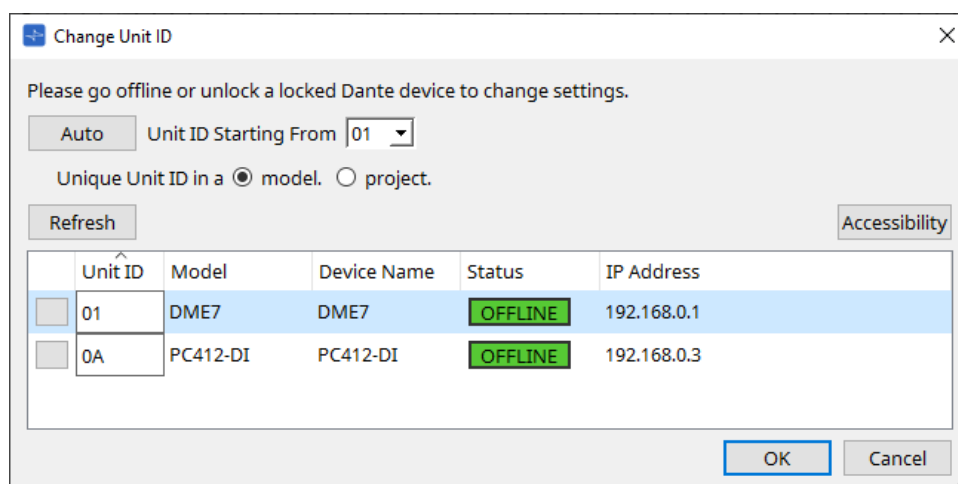 Change Unit ID
Please go offline or unlock a locked Dante device to change settings.
Auto Unit ID Starting From 01
Unique Unit ID in a model. project.
Refresh Accessibility
Unit ID Model Device Name Status IP Address
01 DME7 DME7 OFFLINE 192.168.0.1
0A PC412-DI PC412-DI OFFLINE 192.168.0.3
OK Cancel